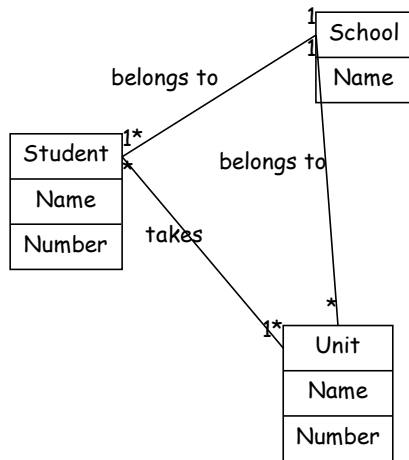 1
School
1
belongs to
Name
1*
Student
*
belongs to
Name
takes
Number
*
1*
Unit
Name
Number